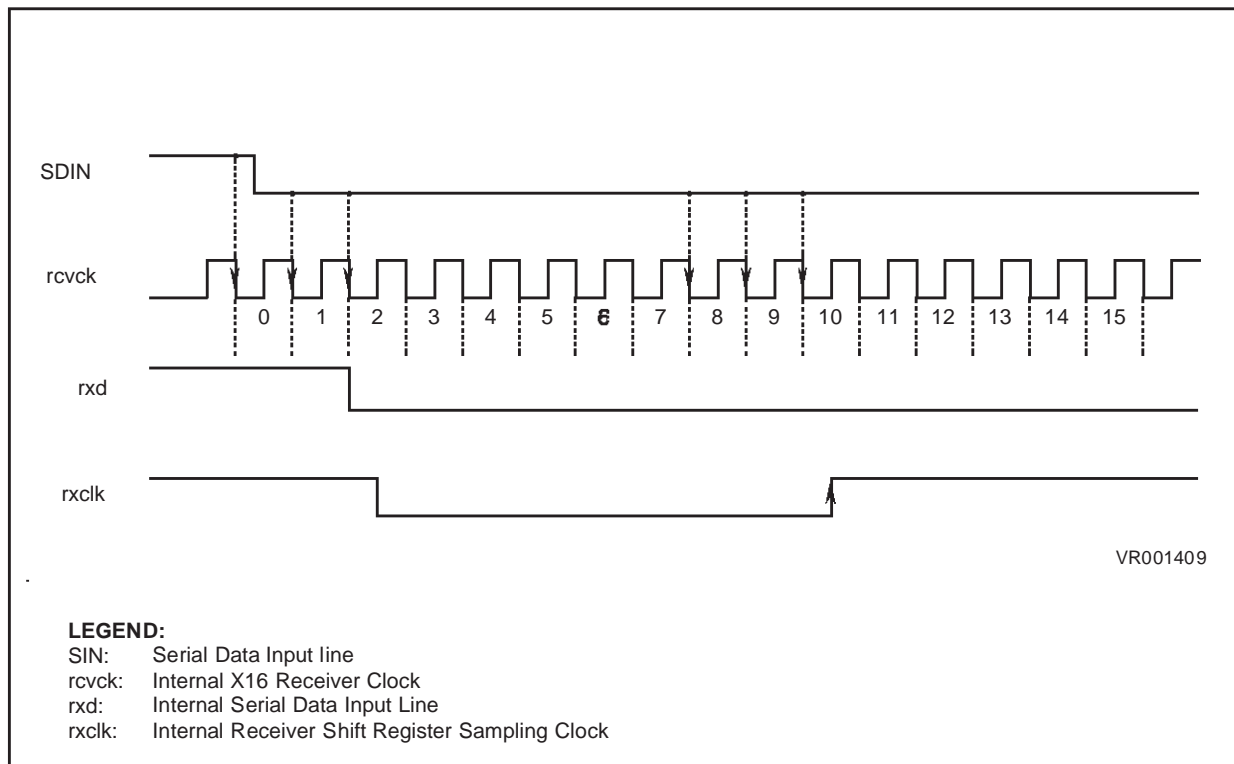 SDIN
rcvck
0 1 2 3 4 5 6 7 8 9 10 11 12 13 14 15
rxd
rxclk
VR001409
LEGEND:
SIN: Serial Data Input line
rcvck: Internal X16 Receiver Clock
rxd: Internal Serial Data Input Line
rxclk: Internal Receiver Shift Register Sampling Clock